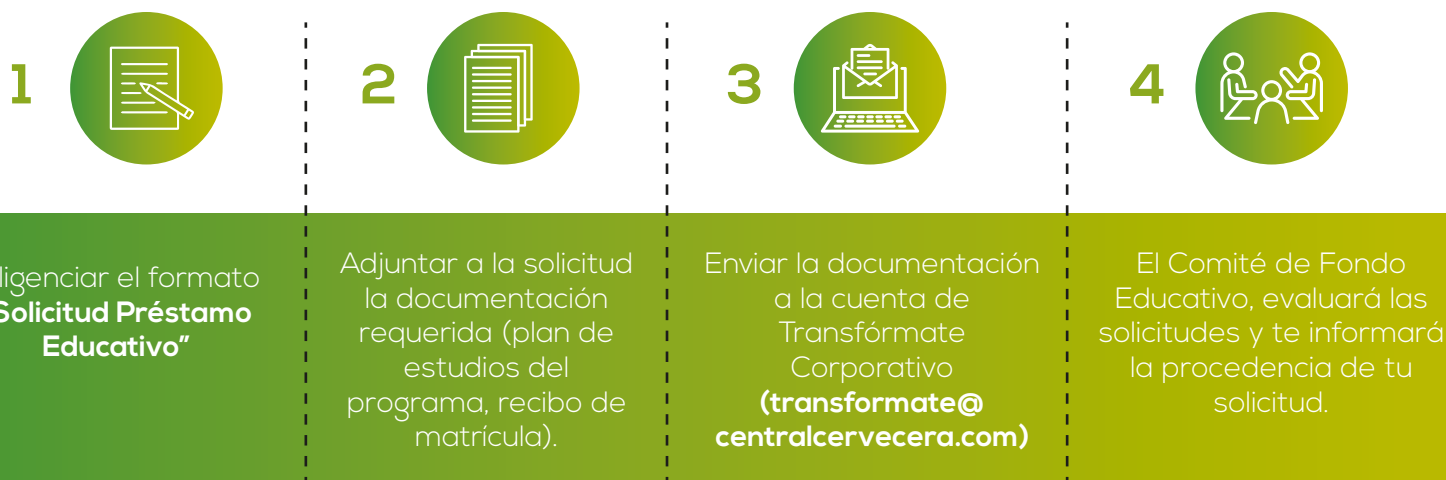 1
ligenciar el formato
Solicitud Préstamo
Educativo”
2
Adjuntar a la solicitud
la documentación
requerida (plan de
estudios del
programa, recibo de
matrícula).
3
Enviar la documentación
a la cuenta de
Transfórmate
Corporativo
(transformate@
centralcervecera.com)
4
El Comité de Fondo
Educativo, evaluará las
solicitudes y te informará
la procedencia de tu
solicitud.